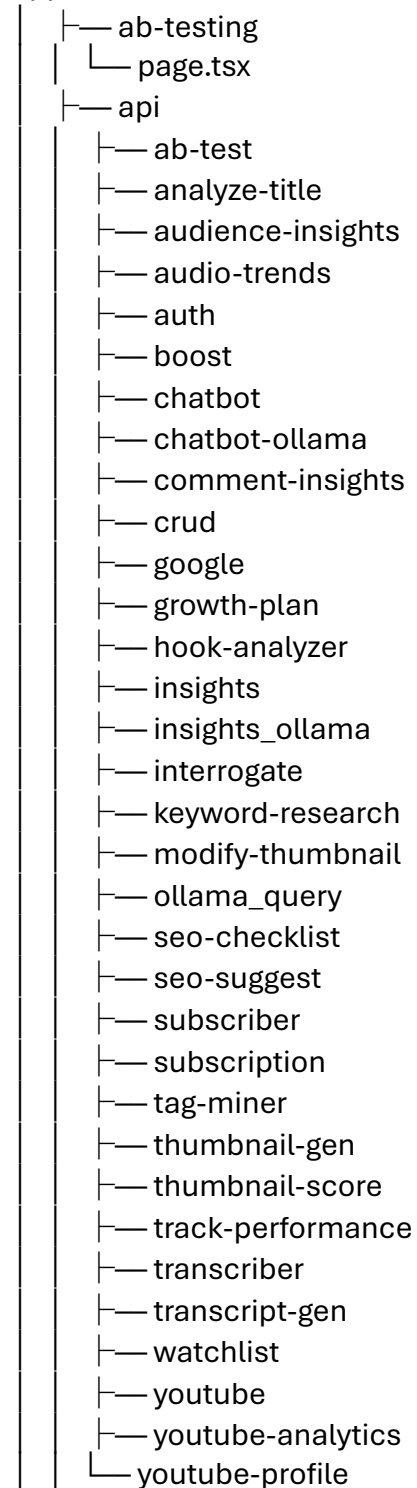 ├── ab-testing
│ │ └── page.tsx
│ ├── api
│ │ ├── ab-test
│ │ ├── analyze-title
│ │ ├── audience-insights
│ │ ├── audio-trends
│ │ ├── auth
│ │ ├── boost
│ │ ├── chatbot
│ │ ├── chatbot-ollama
│ │ ├── comment-insights
│ │ ├── crud
│ │ ├── google
│ │ ├── growth-plan
│ │ ├── hook-analyzer
│ │ ├── insights
│ │ ├── insights_ollama
│ │ ├── interrogate
│ │ ├── keyword-research
│ │ ├── modify-thumbnail
│ │ ├── ollama_query
│ │ ├── seo-checklist
│ │ ├── seo-suggest
│ │ ├── subscriber
│ │ ├── subscription
│ │ ├── tag-miner
│ │ ├── thumbnail-gen
│ │ ├── thumbnail-score
│ │ ├── track-performance
│ │ ├── transcriber
│ │ ├── transcript-gen
│ │ ├── watchlist
│ │ ├── youtube
│ │ ├── youtube-analytics
│ │ └── youtube-profile